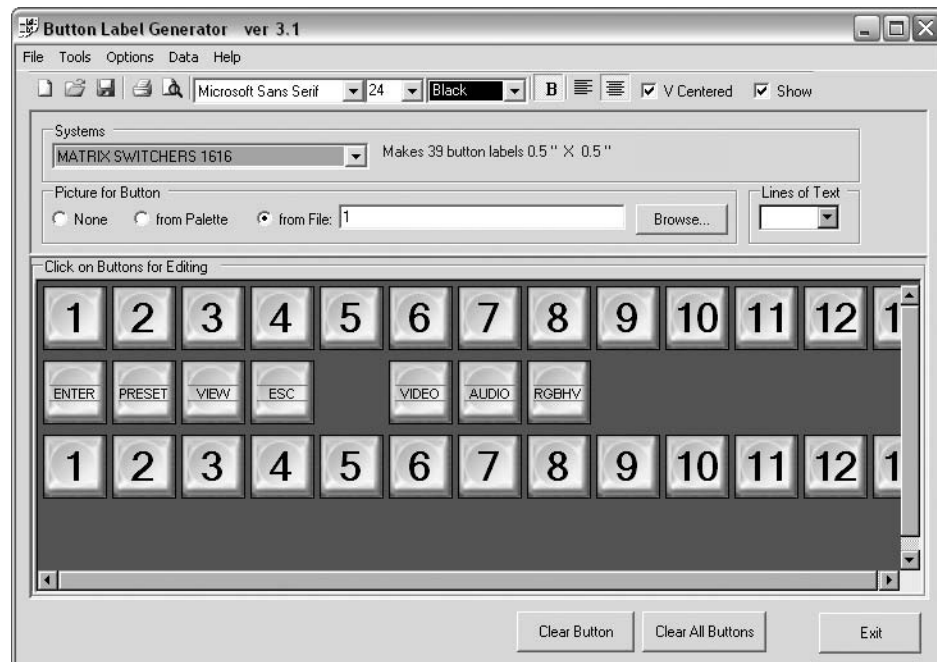 Button Label Generator ver 3.1
File Tools Options Data Help
Microsoft Sans Serif 24 Black B V Centered Show
Systems
MATRIX SWITCHERS 1616 Makes 39 button labels 0.5 " X 0.5 "
Picture for Button Lines of Text
None from Palette from File: 1 Browse...
Click on Buttons for Editing
1 2 3 4 5 6 7 8 9 10 11 12 1
ENTER PRESET VIEW ESC VIDEO AUDIO RGBHV
1 2 3 4 5 6 7 8 9 10 11 12 1
Clear Button Clear All Buttons Exit